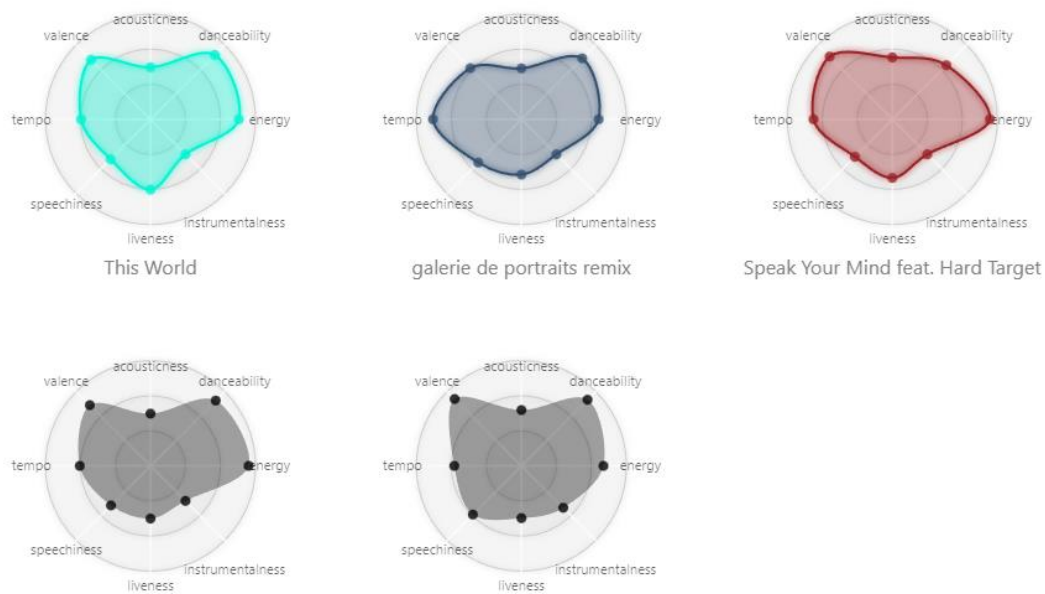 acousticness
valence danceability
tempo energy
speechiness instrumentalness
liveness
This World
acousticness
valence danceability
tempo energy
speechiness instrumentalness
liveness
galerie de portraits remix
acousticness
valence danceability
tempo energy
speechiness instrumentalness
liveness
Speak Your Mind feat. Hard Target
acousticness
valence danceability
tempo energy
speechiness instrumentalness
liveness
acousticness
valence danceability
tempo energy
speechiness instrumentalness
liveness